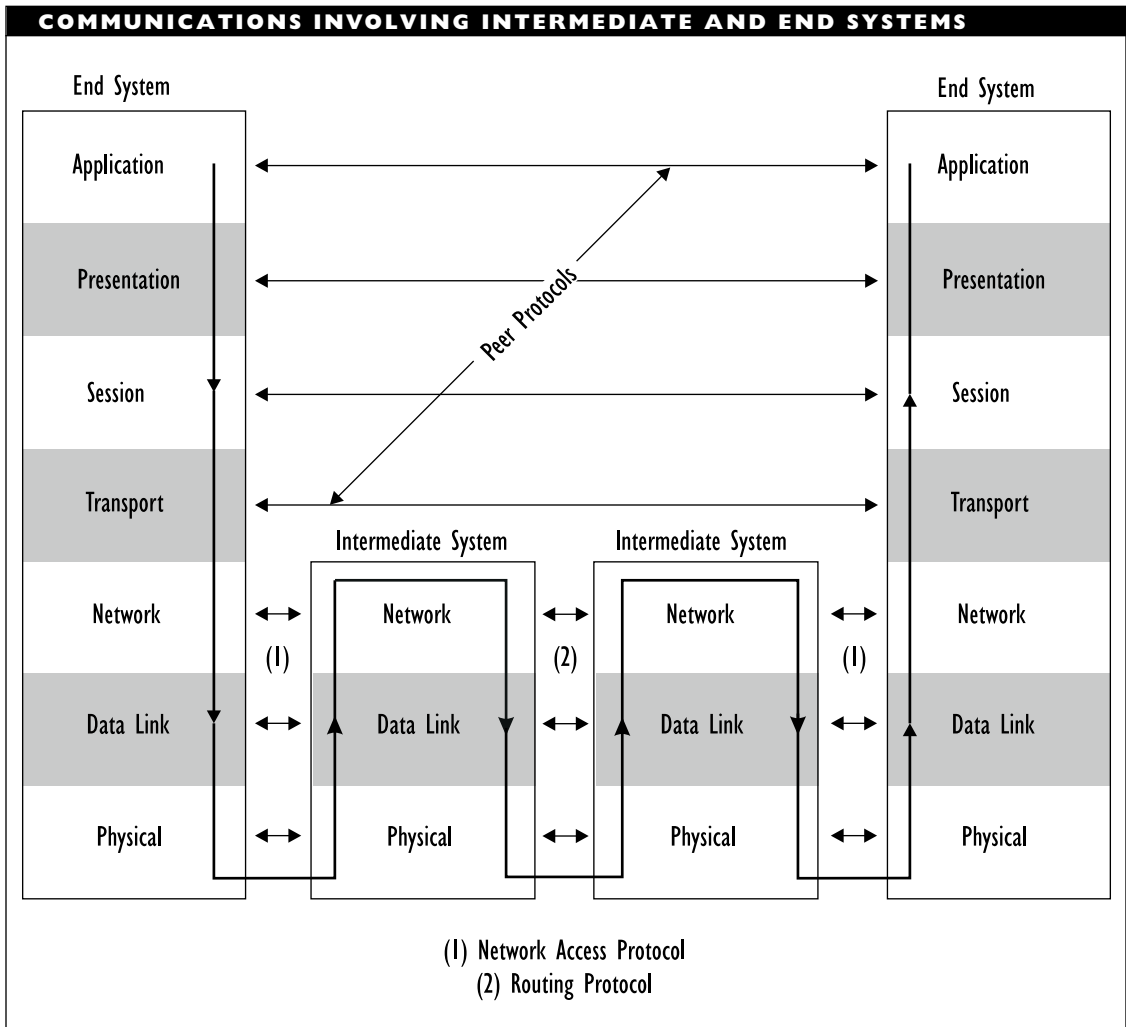 COMMUNICATIONS INVOLVING INTERMEDIATE AND END SYSTEMS
End System
End System
Application
Application
Presentation
Presentation
Peer Protocols
Session
Session
Transport
Transport
Intermediate System
Intermediate System
Network
Network
Network
Network
(1)
(2)
(1)
Data Link
Data Link
Data Link
Data Link
Physical
Physical
Physical
Physical
(1) Network Access Protocol
(2) Routing Protocol